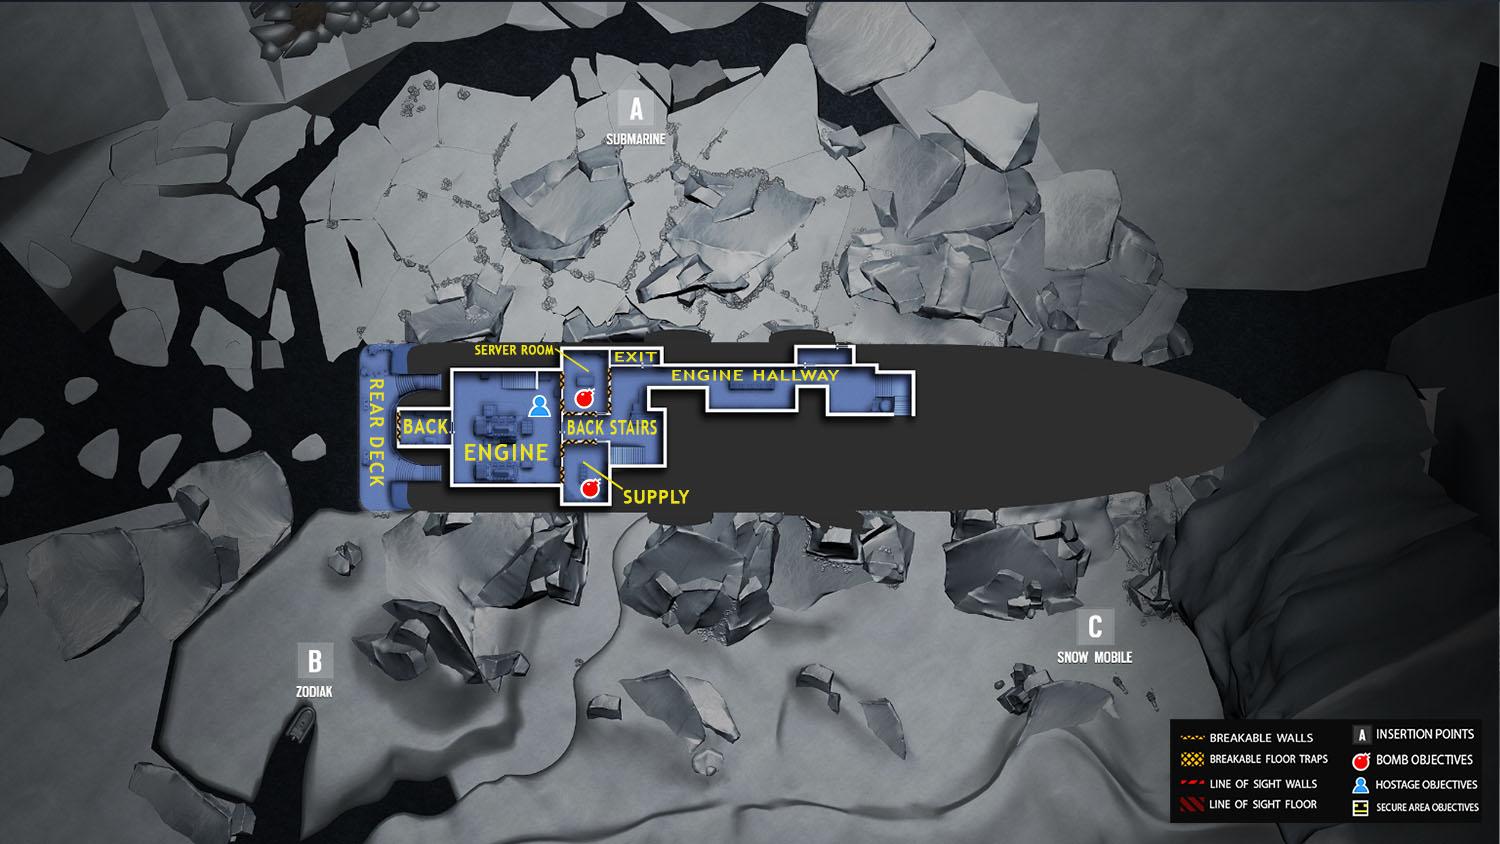 A
SUBMARINE
SERVER ROOM
EXIT
ENGINE HALLWAY
REAR DECK
BACK
ENGINE
BACK STAIRS
SUPPLY
B
ZODIAK
C
SNOW MOBILE
BREAKABLE WALLS
BREAKABLE FLOOR TRAPS
LINE OF SIGHT WALLS
LINE OF SIGHT FLOOR
A INSERTION POINTS
BOMB OBJECTIVES
HOSTAGE OBJECTIVES
SECURE AREA OBJECTIVES